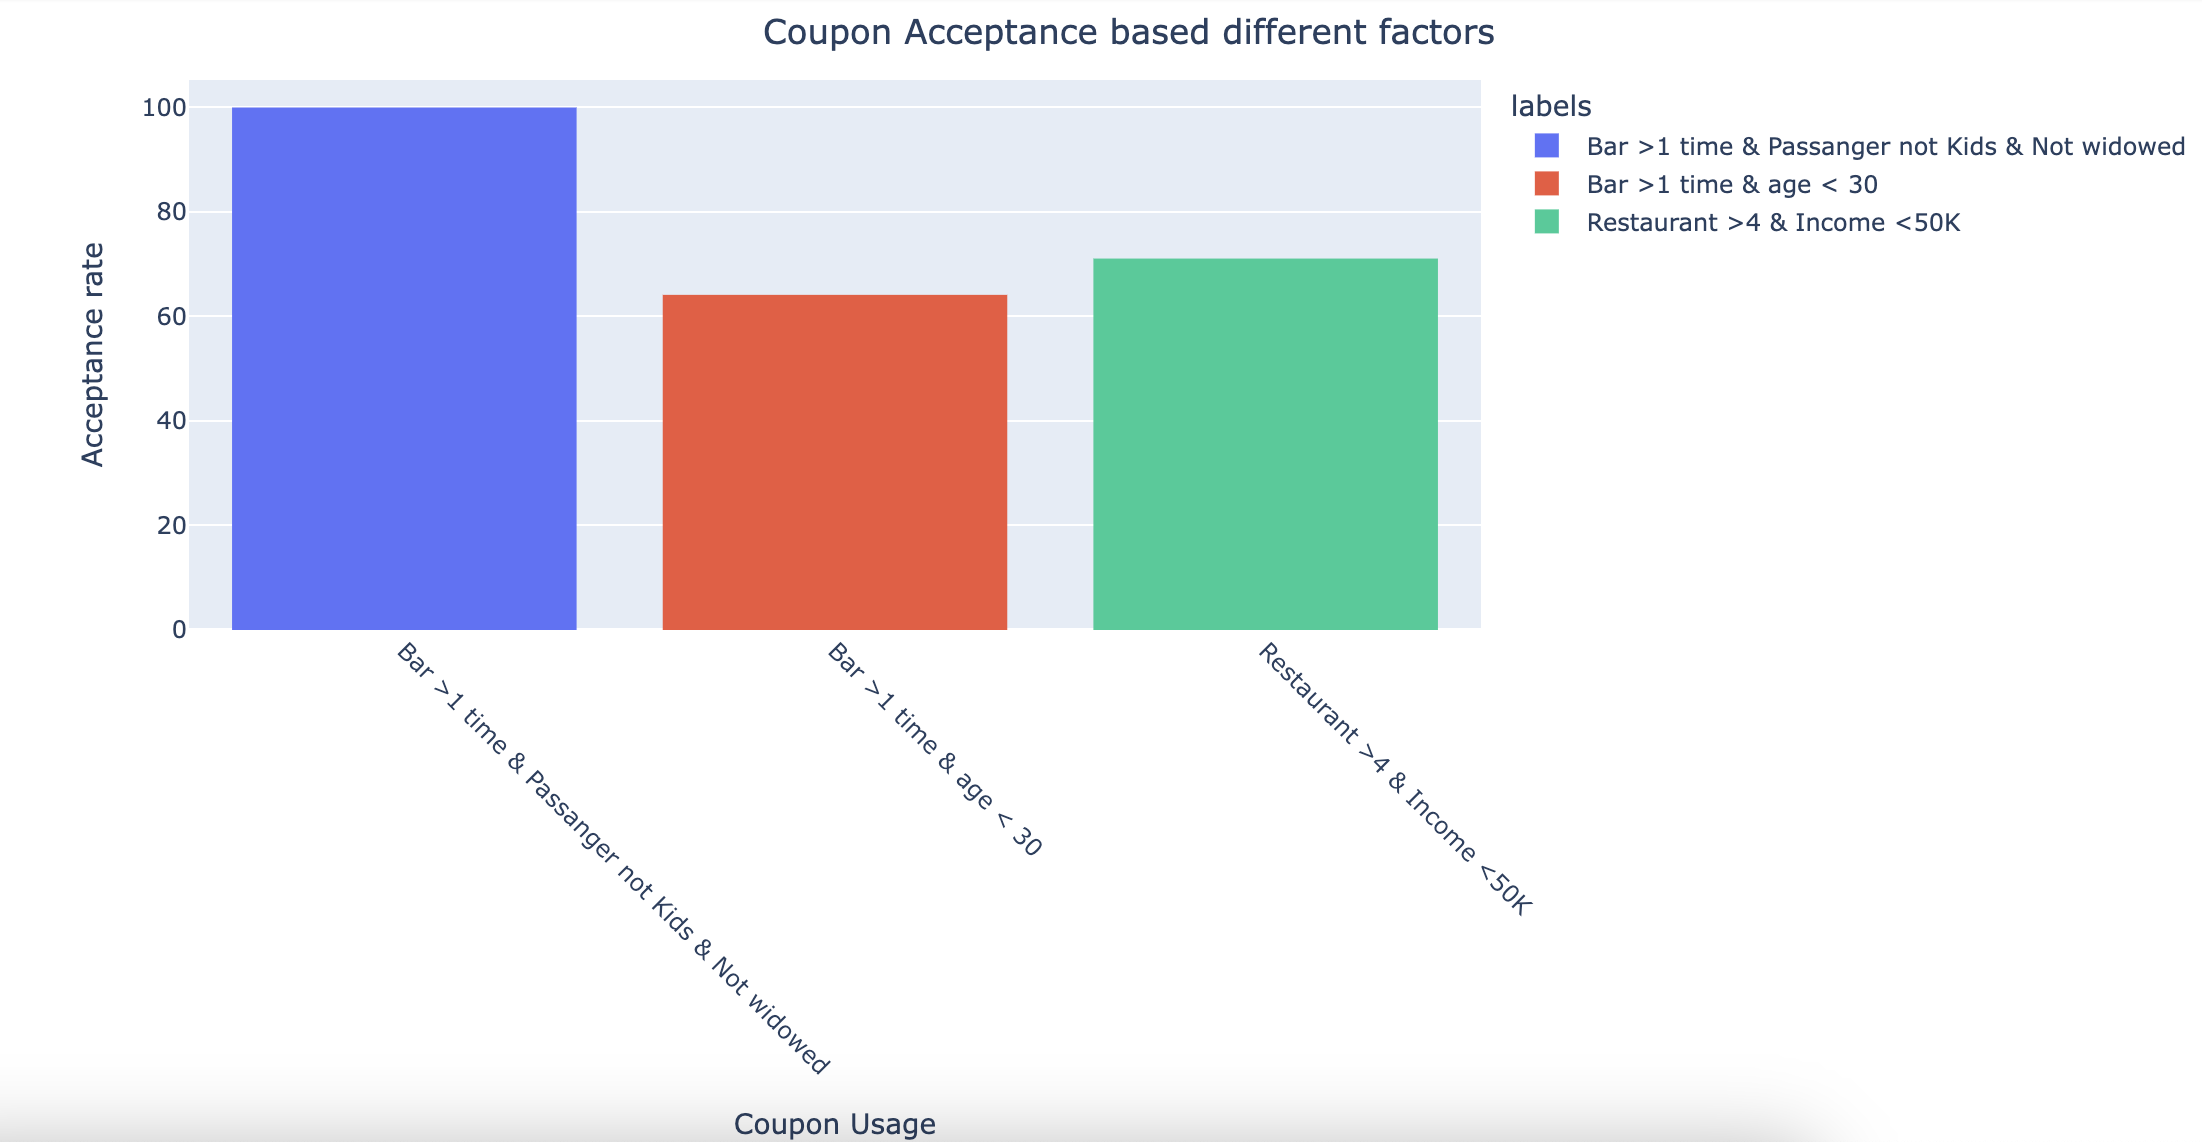 Coupon Acceptance based different factors
Acceptance rate
100
80
60
40
20
0
labels
Bar >1 time & Passanger not Kids & Not widowed
Bar >1 time & age < 30
Restaurant >4 & Income <50K
Bar >1 time & Passanger not Kids & Not widowed
Bar >1 time & age < 30
Restaurant >4 & Income <50K
Coupon Usage